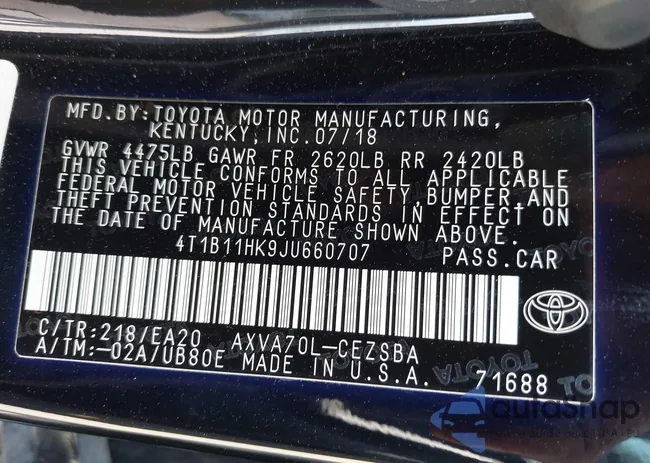 MFD.BY:TOYOTA MOTOR MANUFACTURING,
KENTUCKY,INC.07/18
GVWR 4475LB GAWR FR 2620LB RR 2420LB
THIS VEHICLE CONFORMS TO ALL APPLICABLE
FEDERAL MOTOR VEHICLE SAFETY,BUMPER,AND
THEFT PREVENTION STANDARDS IN EFFECT ON
THE DATE OF MANUFACTURE SHOWN ABOVE.
4T1B11HK9JU660707 PASS.CAR
C/TR:218/EA20 AXVA70L-CEZSBA
A/TM:-02A/UB80E MADE IN U.S.A. 71688
TOYOTA
autosnap